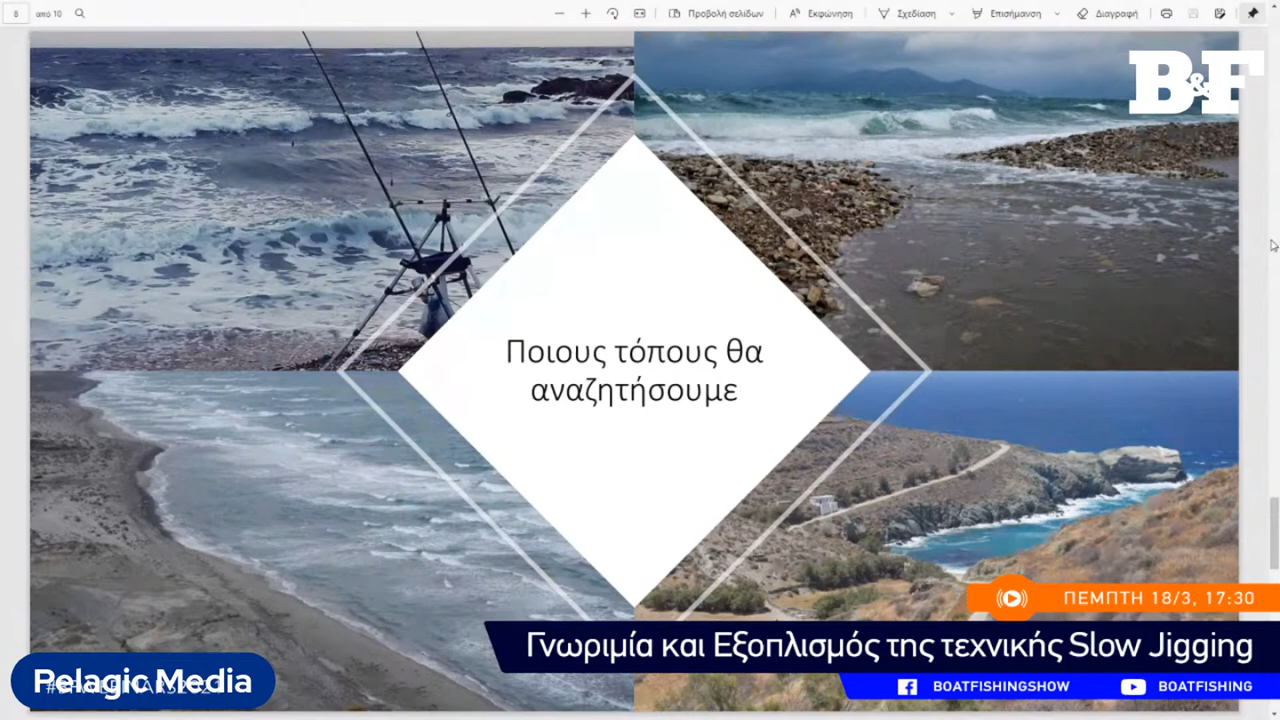 8 από 10 Προβολή σελίδων Εκφώνηση Σχεδίαση Επισήμανση Διαγραφή
B&F
Ποιους τόπους θα
αναζητήσουμε
ΠΕΜΠΤΗ 18/3, 17:30
Γνωριμία και Εξοπλισμός της τεχνικής Slow Jigging
Pelagic Media
BOATFISHINGSHOW BOATFISHING